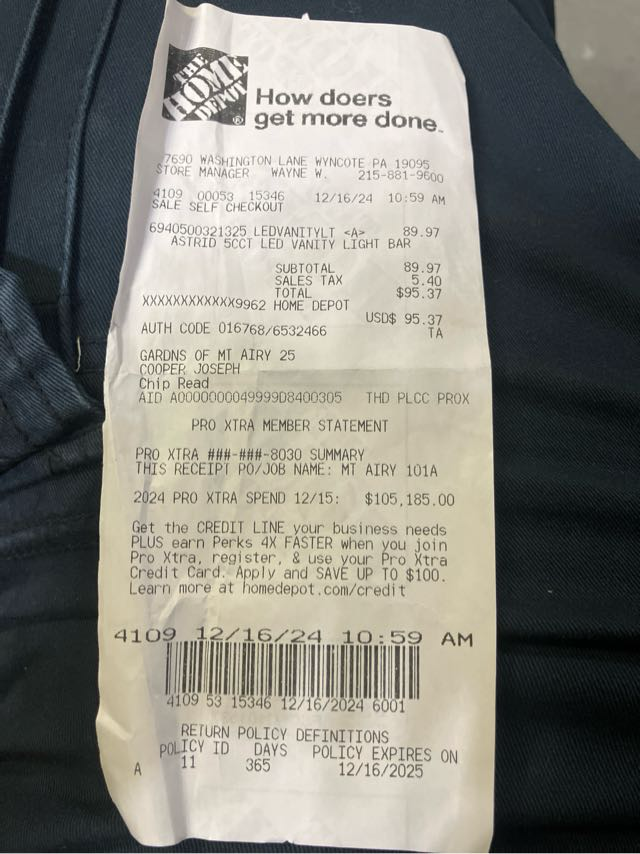 THE
HOME
DEPOT
®
How doers
get more done™
7690 WASHINGTON LANE WYNCOTE PA 19095
STORE MANAGER WAYNE W. 215-881-9600
4109 00053 15346 12/16/24 10:59 AM
SALE SELF CHECKOUT
6940500321325 LEDVANITYLT <A> 89.97
ASTRID 5CCT LED VANITY LIGHT BAR
SUBTOTAL 89.97
SALES TAX 5.40
TOTAL $95.37
XXXXXXXXXXXX9962 HOME DEPOT
USD$ 95.37
AUTH CODE 016768/6532466 TA
GARDNS OF MT AIRY 25
COOPER JOSEPH
Chip Read
AID A0000000049999D8400305 THD PLCC PROX
PRO XTRA MEMBER STATEMENT
PRO XTRA ###-###-8030 SUMMARY
THIS RECEIPT PO/JOB NAME: MT AIRY 101A
2024 PRO XTRA SPEND 12/15: $105,185.00
Get the CREDIT LINE your business needs
PLUS earn Perks 4X FASTER when you join
Pro Xtra, register, & use your Pro Xtra
Credit Card. Apply and SAVE UP TO $100.
Learn more at homedepot.com/credit
4109 12/16/24 10:59 AM
4109 53 15346 12/16/2024 6001
RETURN POLICY DEFINITIONS
POLICY ID DAYS POLICY EXPIRES ON
A 11 365 12/16/2025